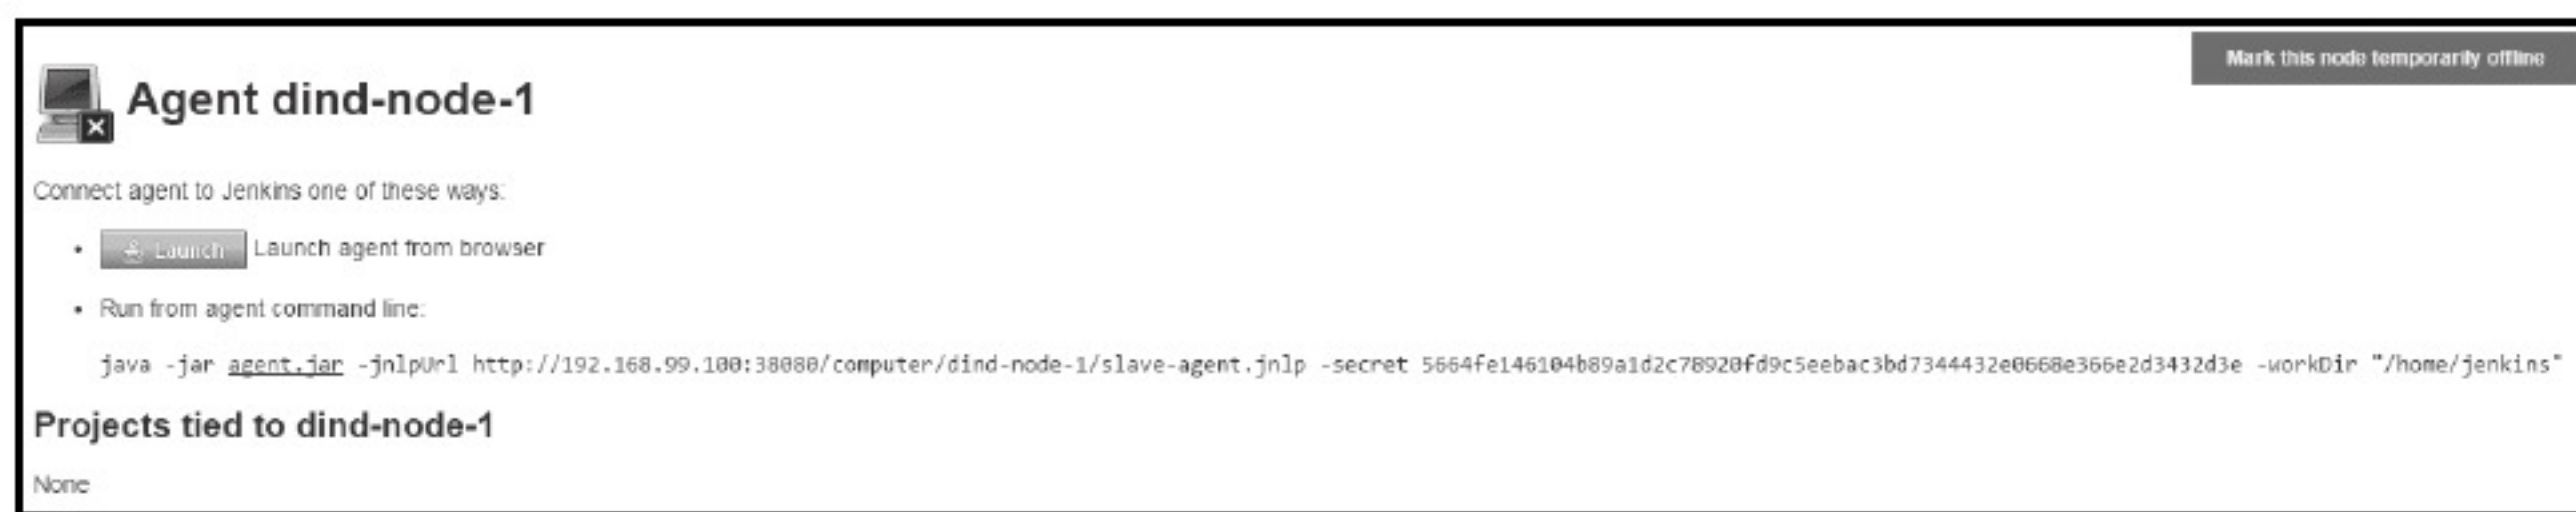 Mark this node temporarily offline
Agent dind-node-1
Connect agent to Jenkins one of these ways:
• Launch Launch agent from browser
• Run from agent command line:
java -jar agent.jar -jnlpUrl http://192.168.99.100:38080/computer/dind-node-1/slave-agent.jnlp -secret 5664fe146104b89a1d2c78920fd9c5eebac3bd7344432e0668e366e2d3432d3e -workDir "/home/jenkins"
Projects tied to dind-node-1
None